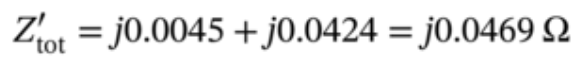 Z′tot = j0.0045 + j0.0424 = j0.0469 Ω